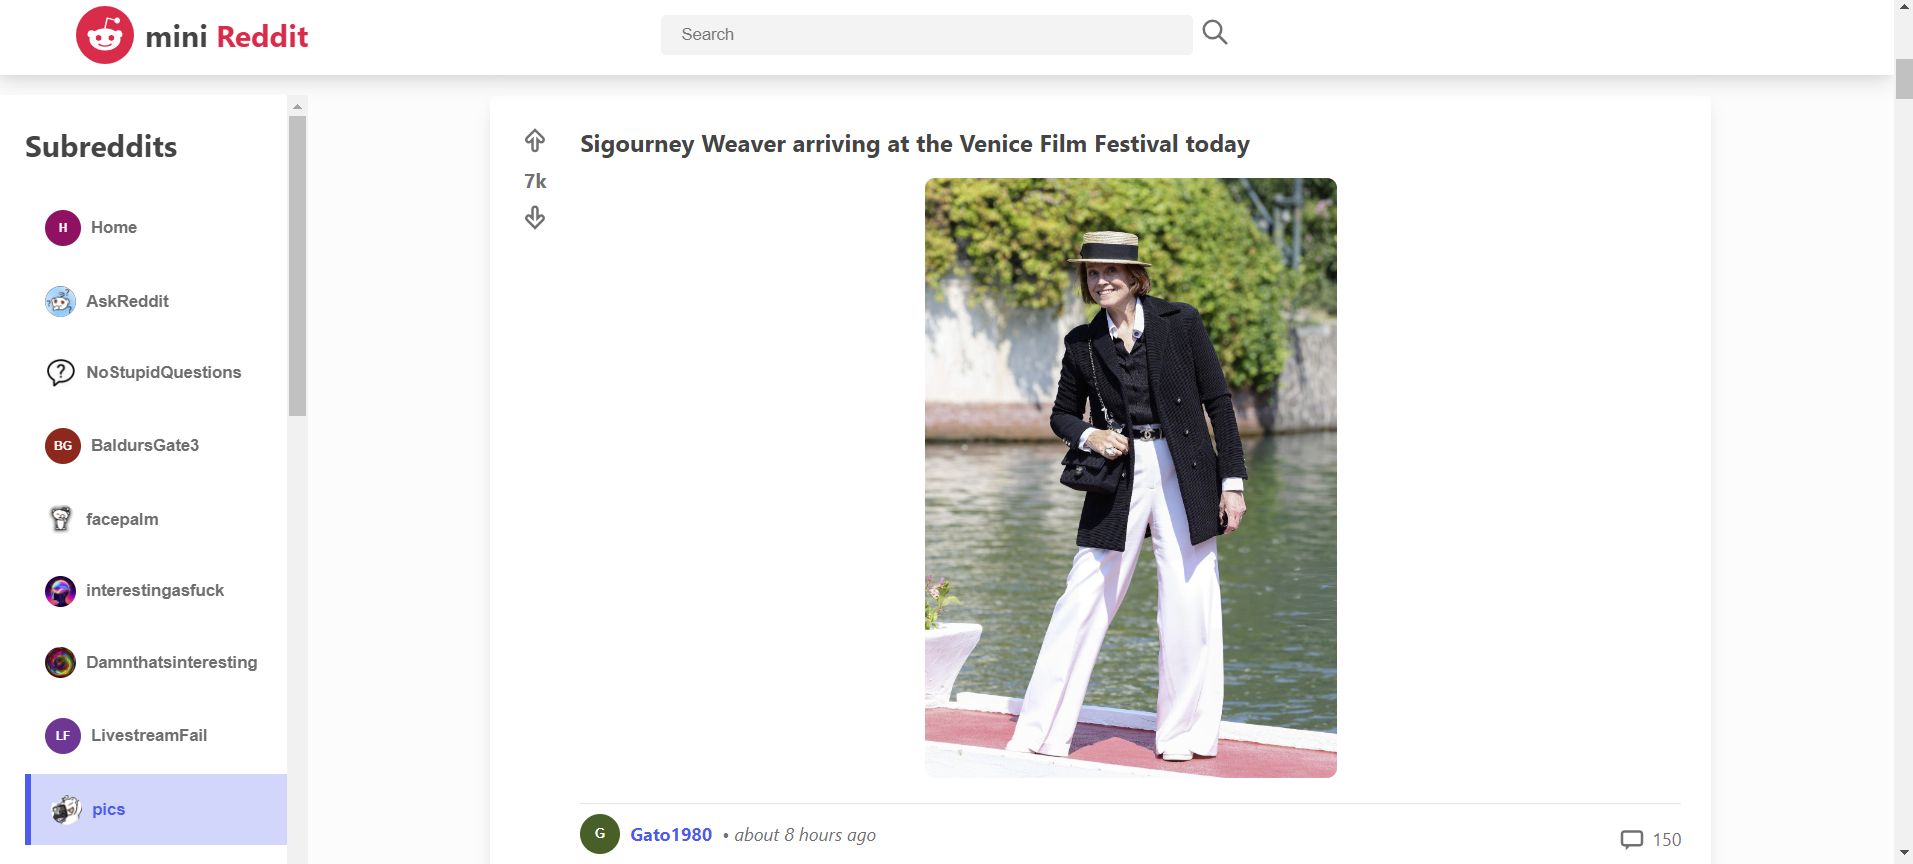 mini Reddit
Search
Subreddits
H Home
AskReddit
? NoStupidQuestions
BG BaldursGate3
facepalm
interestingasfuck
Damnthatsinteresting
LF LivestreamFail
pics
Sigourney Weaver arriving at the Venice Film Festival today
7k
G Gato1980 • about 8 hours ago
150